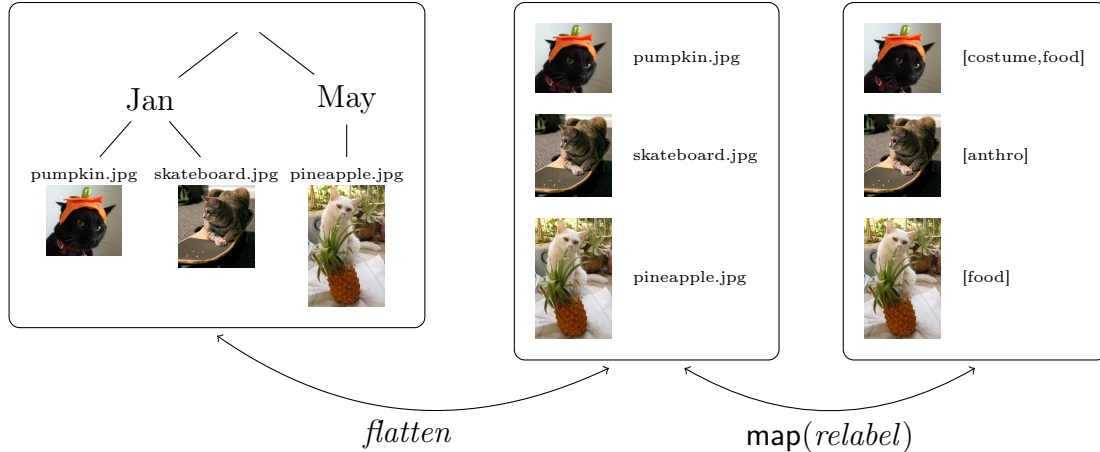 Jan
May
pumpkin.jpg
skateboard.jpg
pineapple.jpg
pumpkin.jpg
skateboard.jpg
pineapple.jpg
[costume,food]
[anthro]
[food]
flatten
map(relabel)